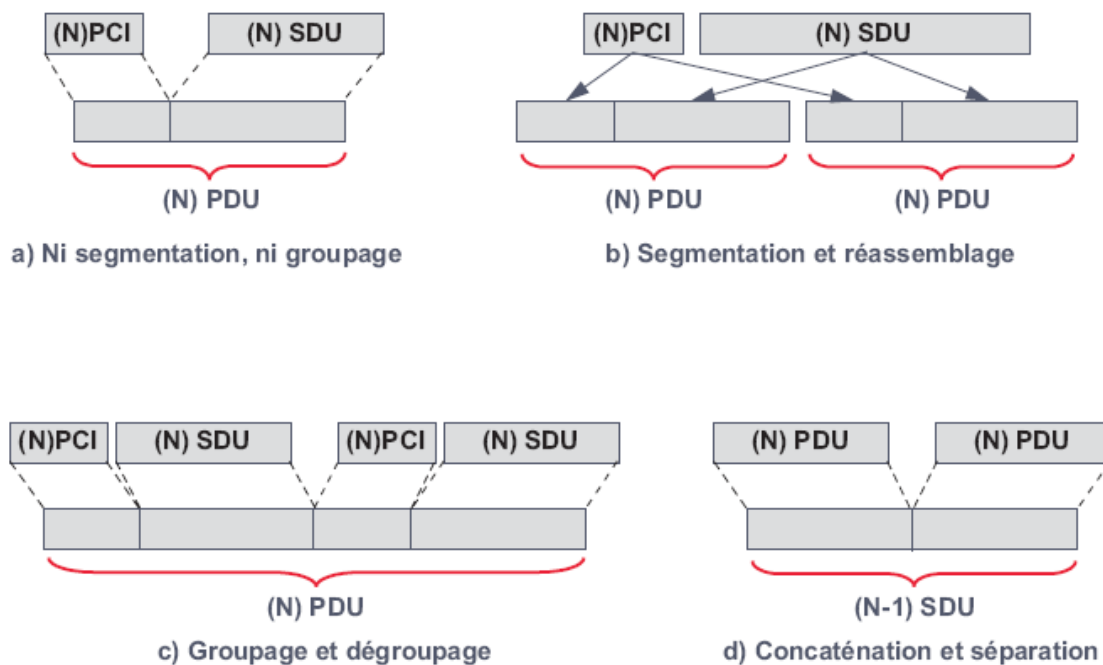 (N)PCI (N) SDU
(N) PDU
a) Ni segmentation, ni groupage
(N)PCI (N) SDU
(N) PDU (N) PDU
b) Segmentation et réassemblage
(N)PCI (N) SDU (N)PCI (N) SDU
(N) PDU
c) Groupage et dégroupage
(N) PDU (N) PDU
(N-1) SDU
d) Concaténation et séparation